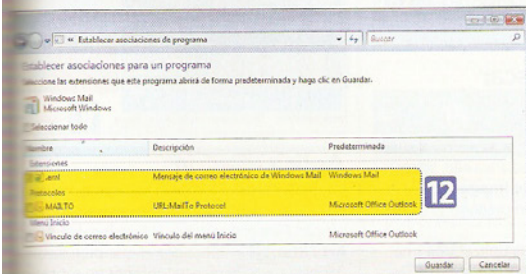 Establecer asociaciones de programa
Buscar
Establecer asociaciones para un programa
Seleccione las extensiones que este programa abrirá de forma predeterminada y haga clic en Guardar.
Windows Mail
Microsoft Windows
Seleccionar todo
Nombre Descripción Predeterminada
Extensiones
.eml Mensaje de correo electrónico de Windows Mail Windows Mail
Protocolos
MAILTO URL:MailTo Protocol Microsoft Office Outlook
12
Menú Inicio
Vínculo de correo electrónico Vínculo del menú Inicio Microsoft Office Outlook
Guardar Cancelar